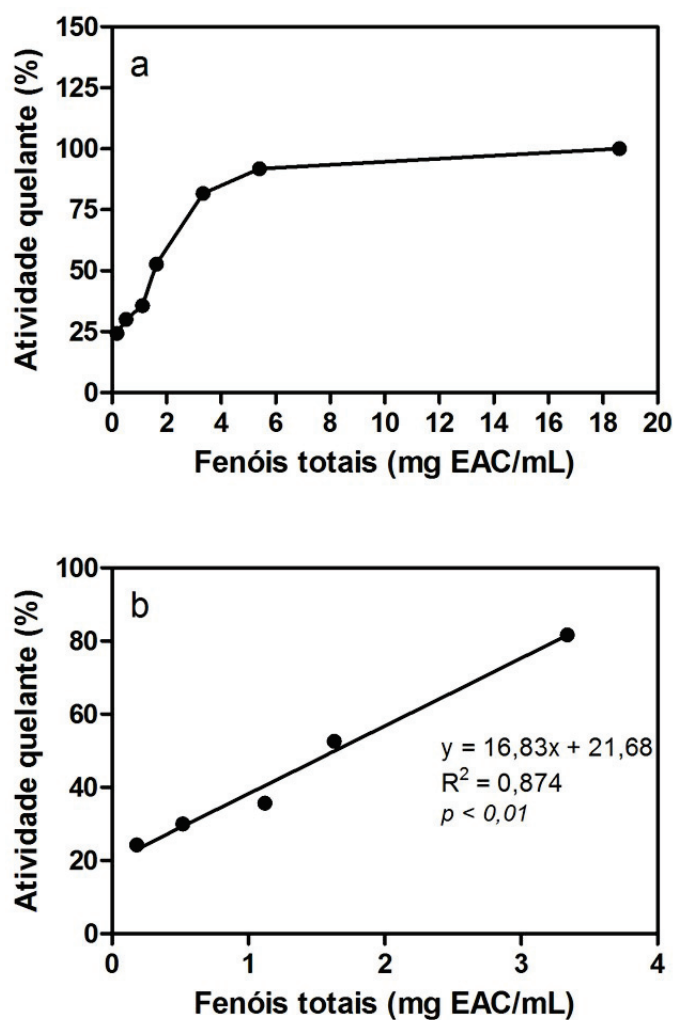 a
Atividade quelante (%)
150
125
100
75
50
25
0
0 2 4 6 8 10 12 14 16 18 20
Fenóis totais (mg EAC/mL)
b
Atividade quelante (%)
100
80
60
40
20
0
y = 16,83x + 21,68
R² = 0,874
p < 0,01
0 1 2 3 4
Fenóis totais (mg EAC/mL)